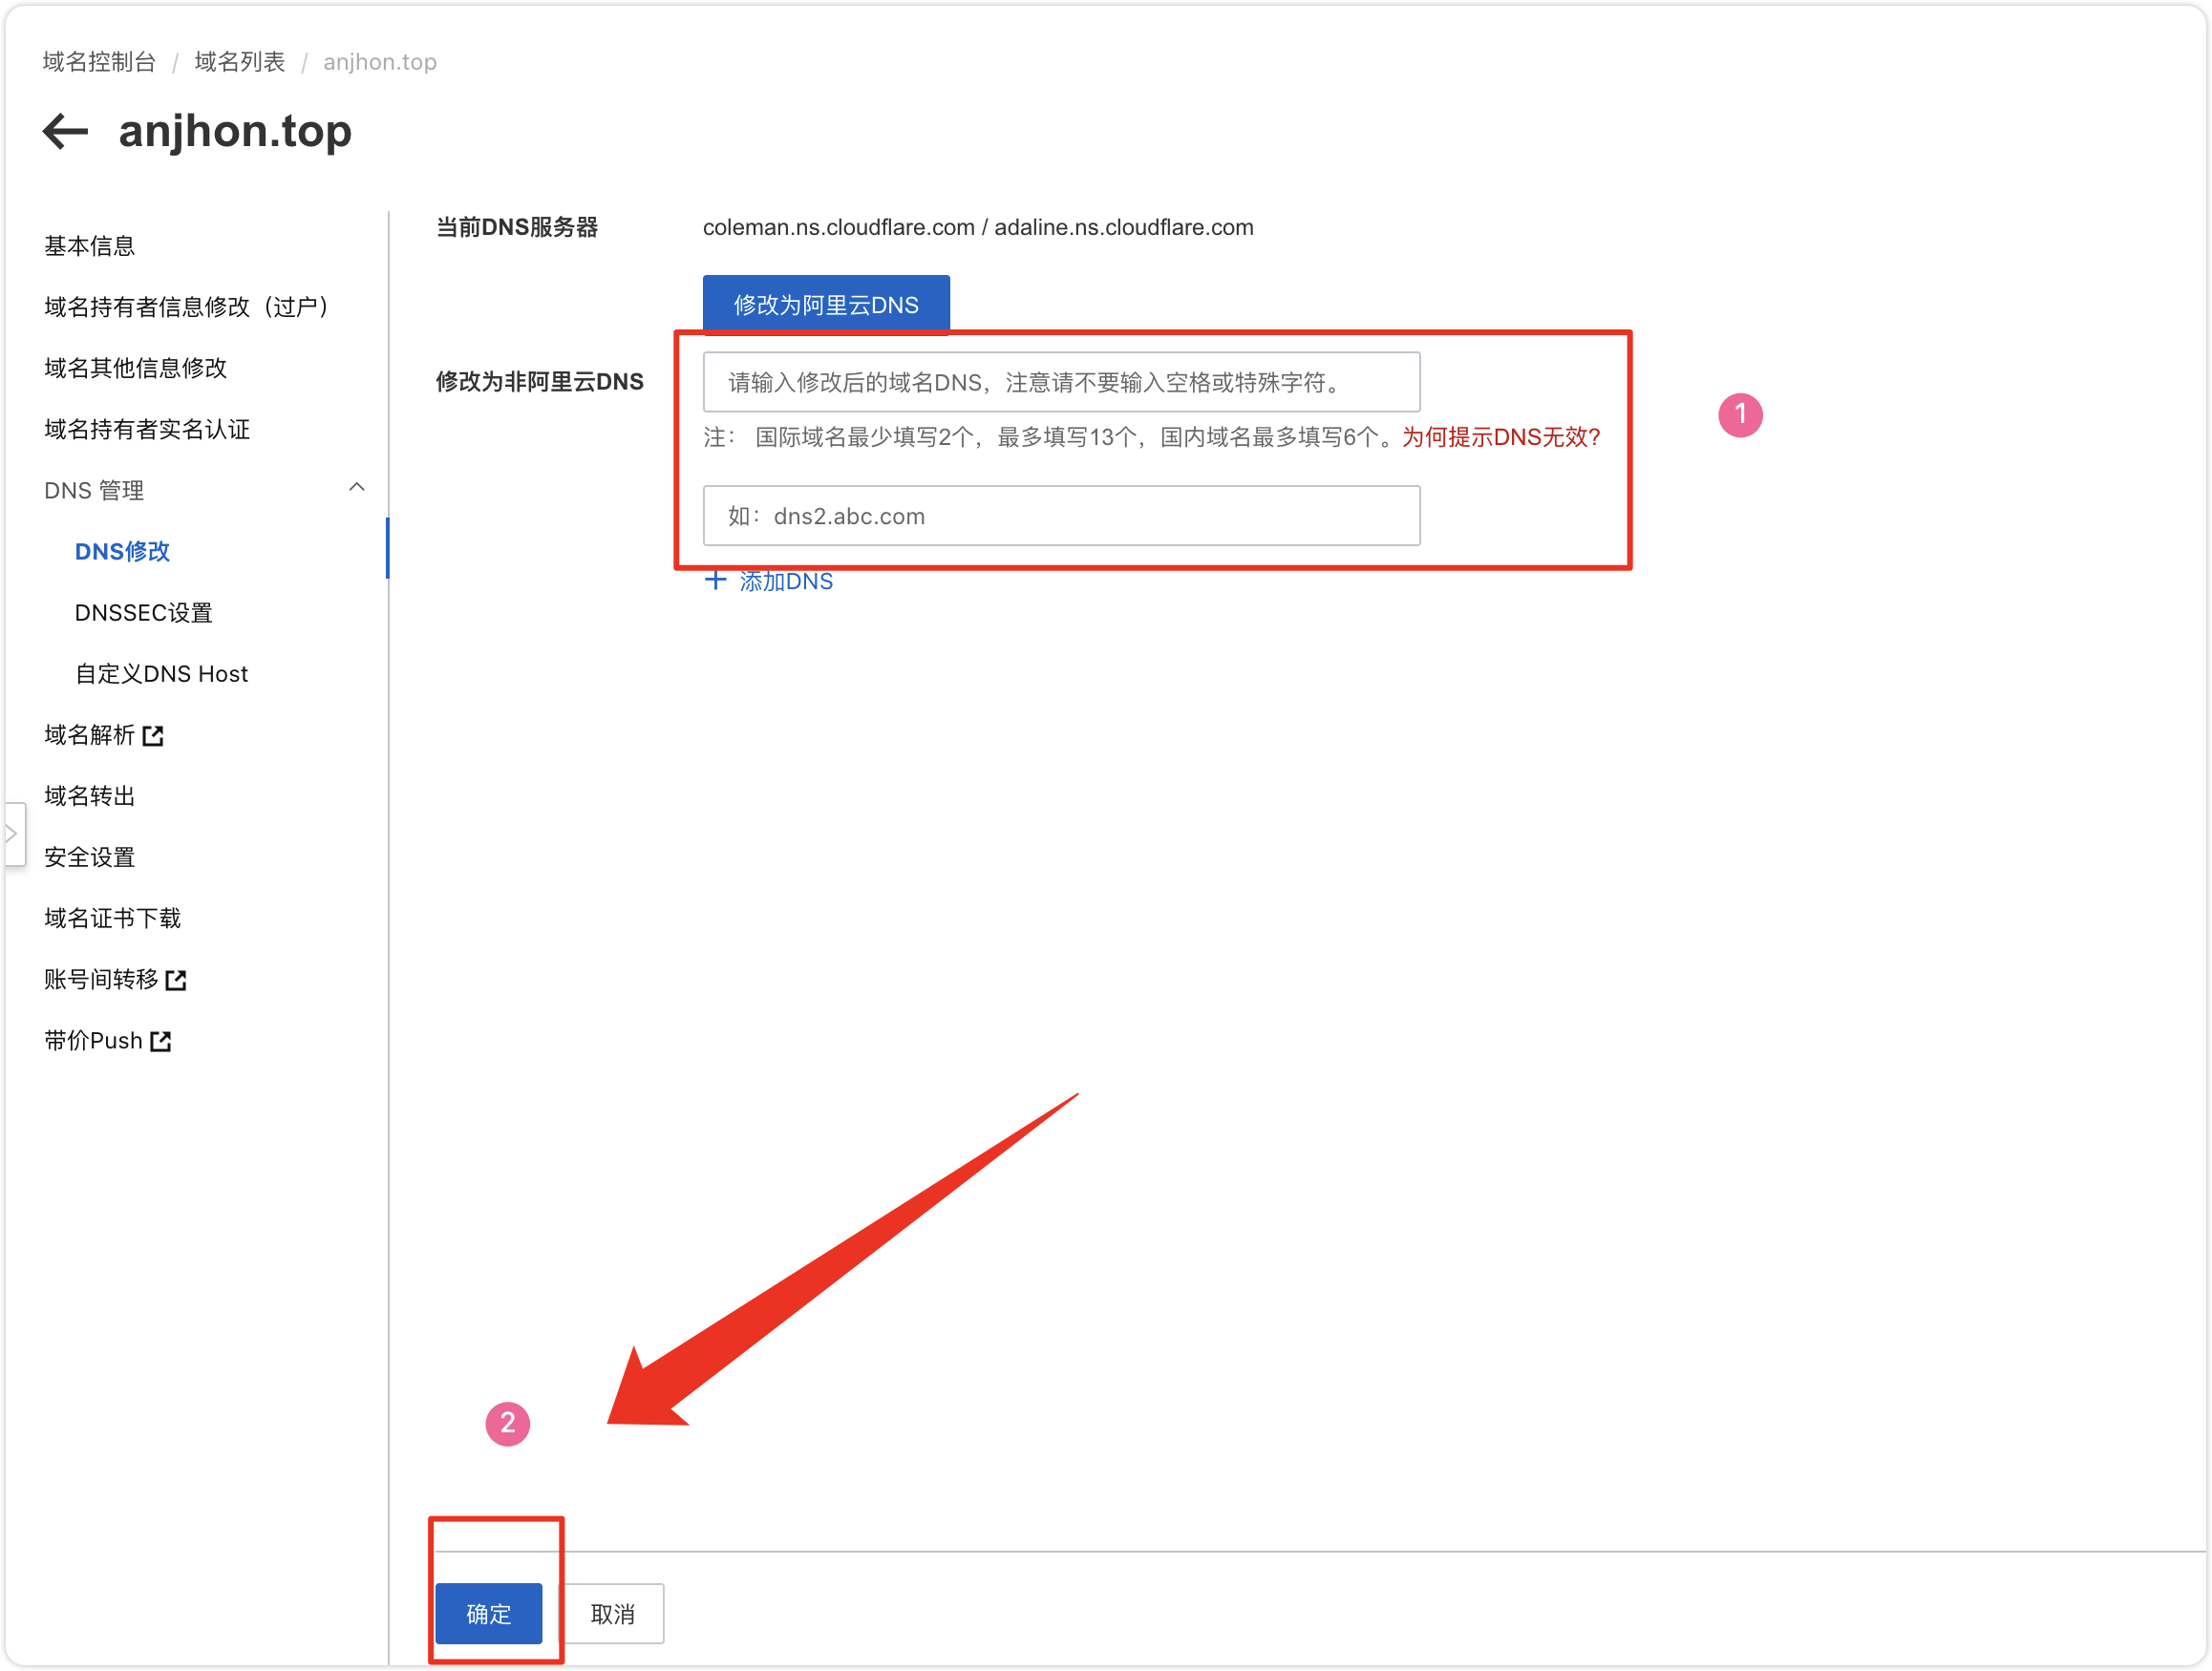 域名控制台 / 域名列表 / anjhon.top
anjhon.top
基本信息
域名持有者信息修改（过户）
域名其他信息修改
域名持有者实名认证
DNS 管理
DNS修改
DNSSEC设置
自定义DNS Host
域名解析
域名转出
安全设置
域名证书下载
账号间转移
带价Push
当前DNS服务器 coleman.ns.cloudflare.com / adaline.ns.cloudflare.com
修改为阿里云DNS
修改为非阿里云DNS 请输入修改后的域名DNS，注意请不要输入空格或特殊字符。
1
注： 国际域名最少填写2个，最多填写13个，国内域名最多填写6个。为何提示DNS无效?
如：dns2.abc.com
添加DNS
2
确定 取消